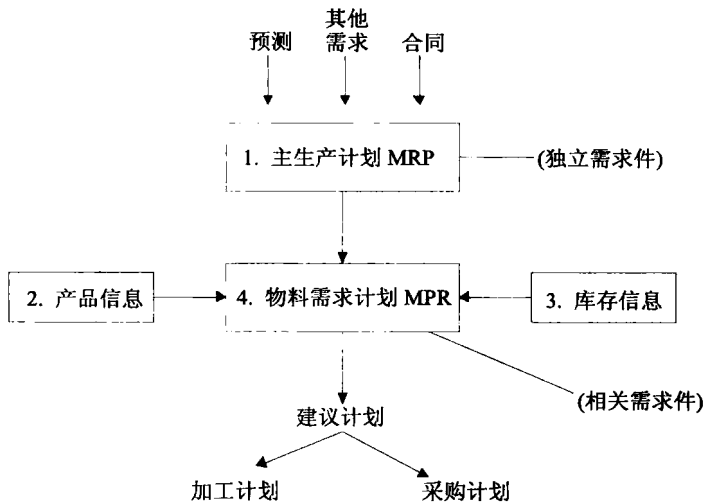 预测
其他
需求
合同
1. 主生产计划 MRP
(独立需求件)
2. 产品信息
4. 物料需求计划 MPR
3. 库存信息
(相关需求件)
建议计划
加工计划
采购计划